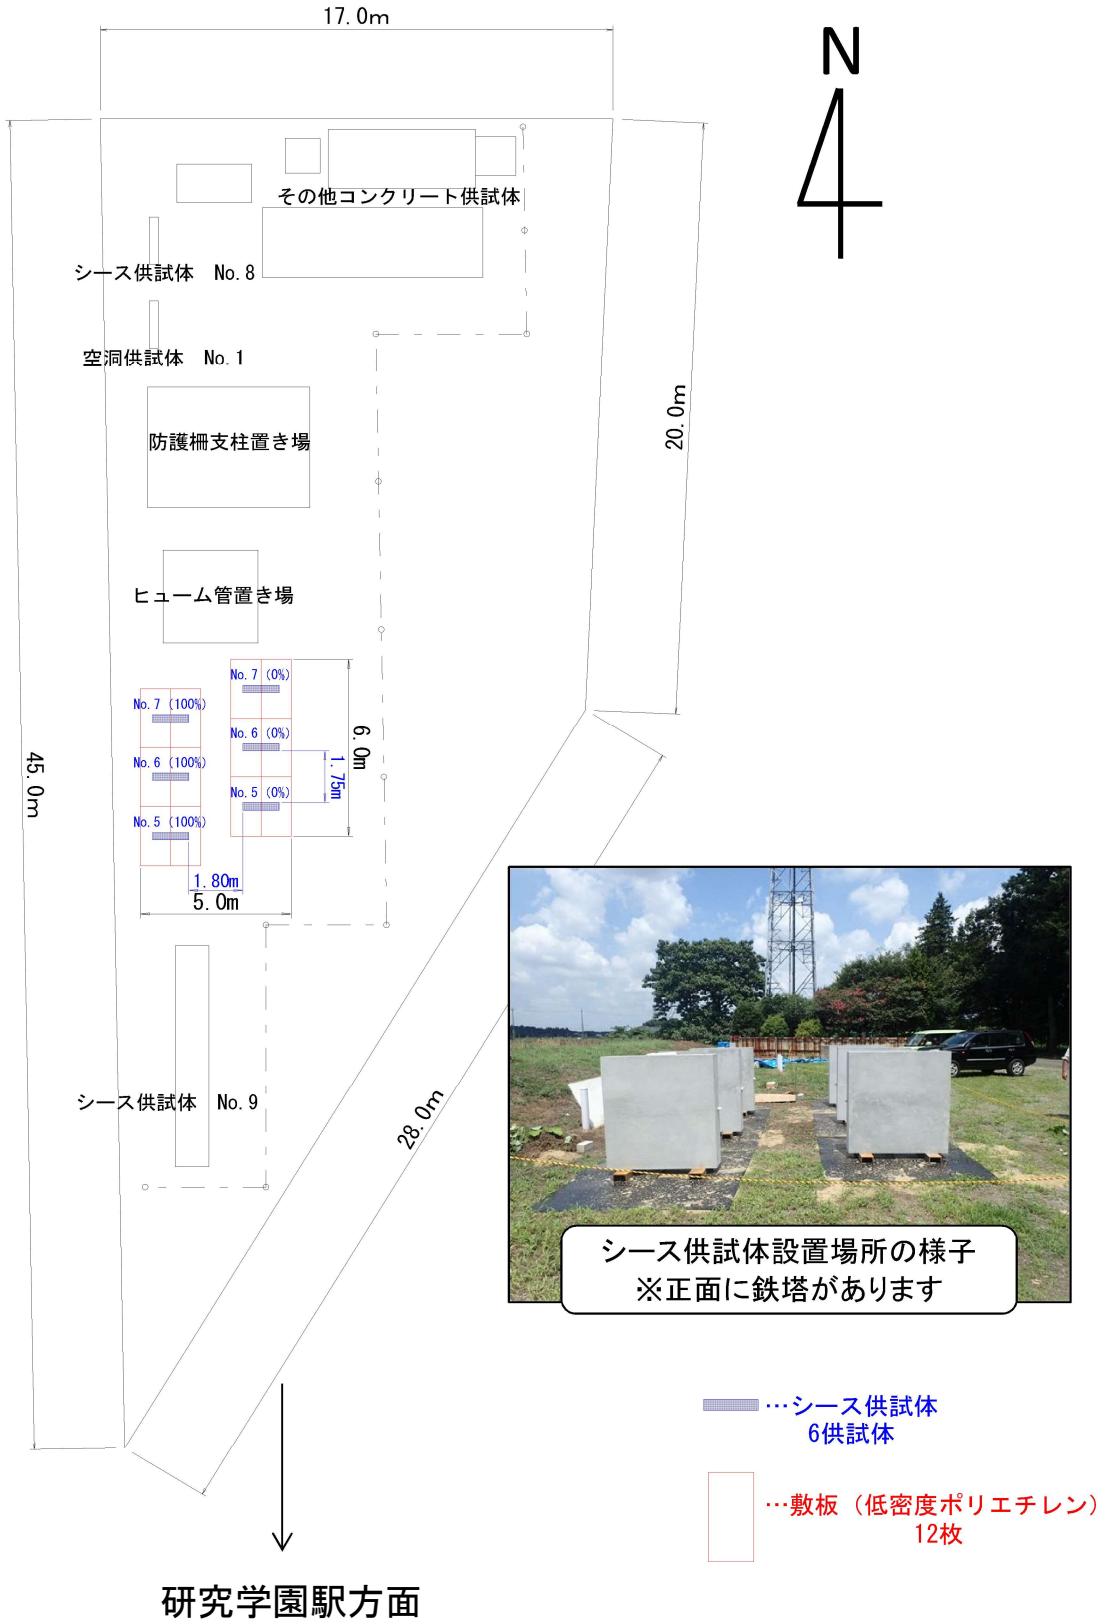 17.0m
N
その他コンクリート供試体
シース供試体　No.8
空洞供試体　No.1
20.0m
防護柵支柱置き場
ヒューム管置き場
No.7 (0%)
No.7 (100%)
No.6 (0%)
6.0m
45.0m
No.6 (100%)
1.75m
No.5 (0%)
No.5 (100%)
1.80m
5.0m
シース供試体　No.9
28.0m
シース供試体設置場所の様子
※正面に鉄塔があります
…シース供試体
6供試体
…敷板（低密度ポリエチレン）
12枚
研究学園駅方面